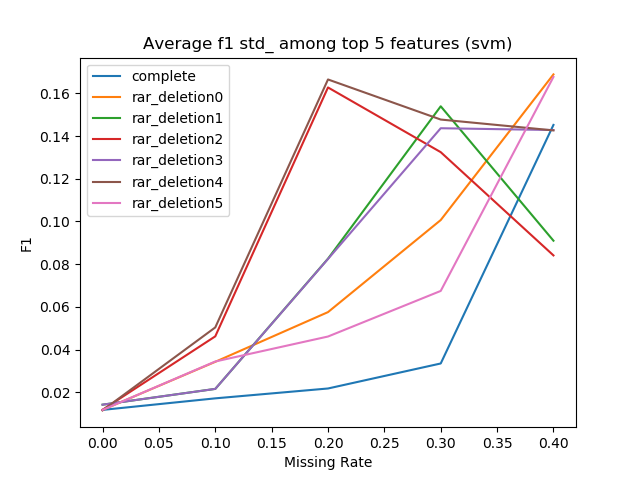 Average f1 std_ among top 5 features (svm)
complete
rar_deletion0
rar_deletion1
rar_deletion2
rar_deletion3
rar_deletion4
rar_deletion5
0.16
0.14
0.12
0.10
0.08
0.06
0.04
0.02
F1
0.00 0.05 0.10 0.15 0.20 0.25 0.30 0.35 0.40
Missing Rate